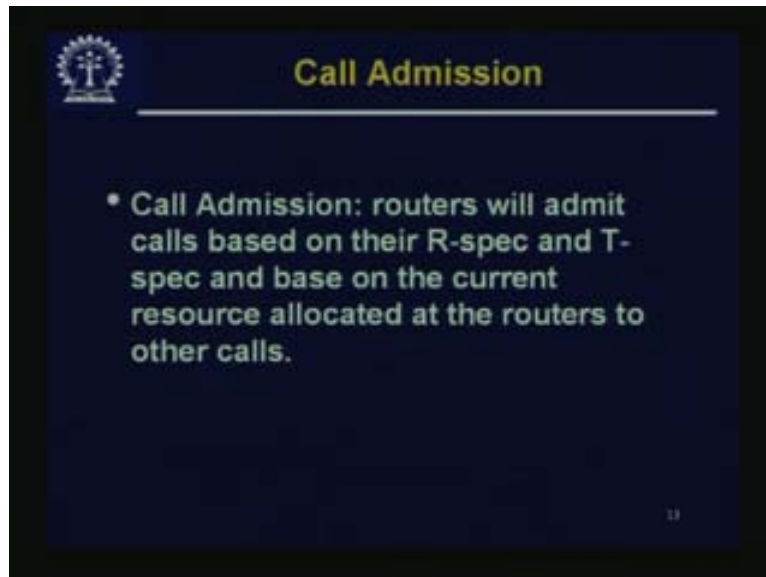 Call Admission
• Call Admission: routers will admit
calls based on their R-spec and T-
spec and base on the current
resource allocated at the routers to
other calls.
13